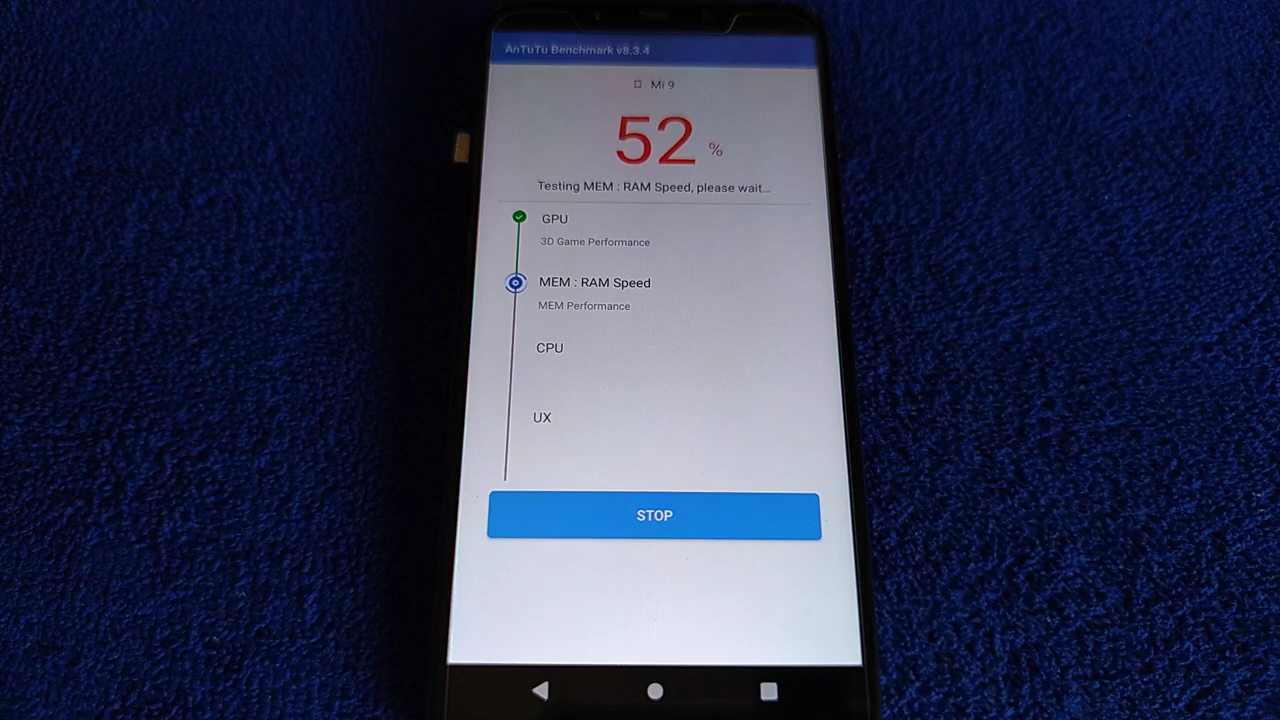 AnTuTu Benchmark v8.3.4
Mi 9
52 %
Testing MEM : RAM Speed, please wait...
GPU
3D Game Performance
MEM : RAM Speed
MEM Performance
CPU
UX
STOP